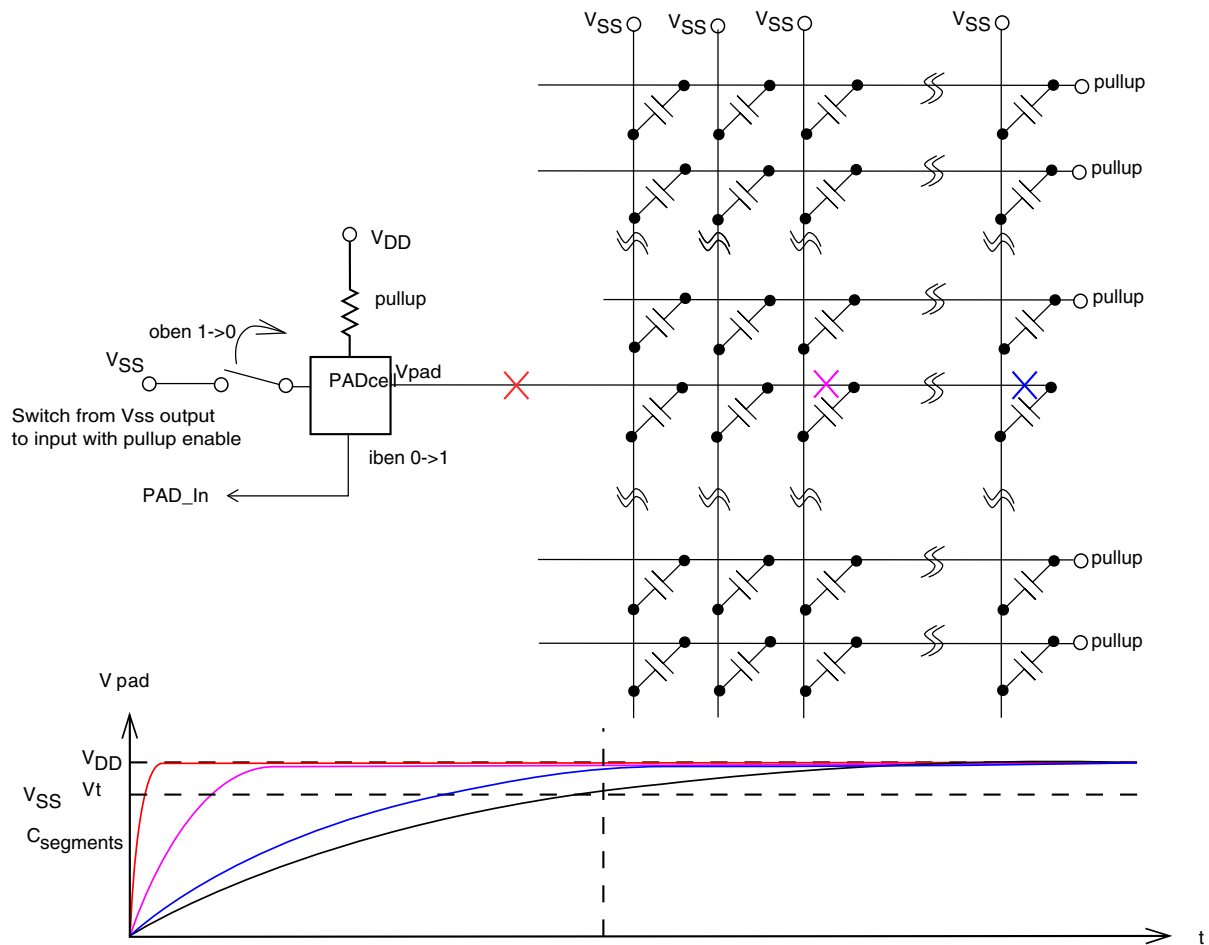 VSS VSS VSS VSS
pullup
pullup
VDD
pullup
pullup
oben 1->0
VSS
PADcell Vpad
Switch from Vss output
to input with pullup enable
iben 0->1
PAD_In
pullup
pullup
V pad
VDD
VSS Vt
Csegments
t